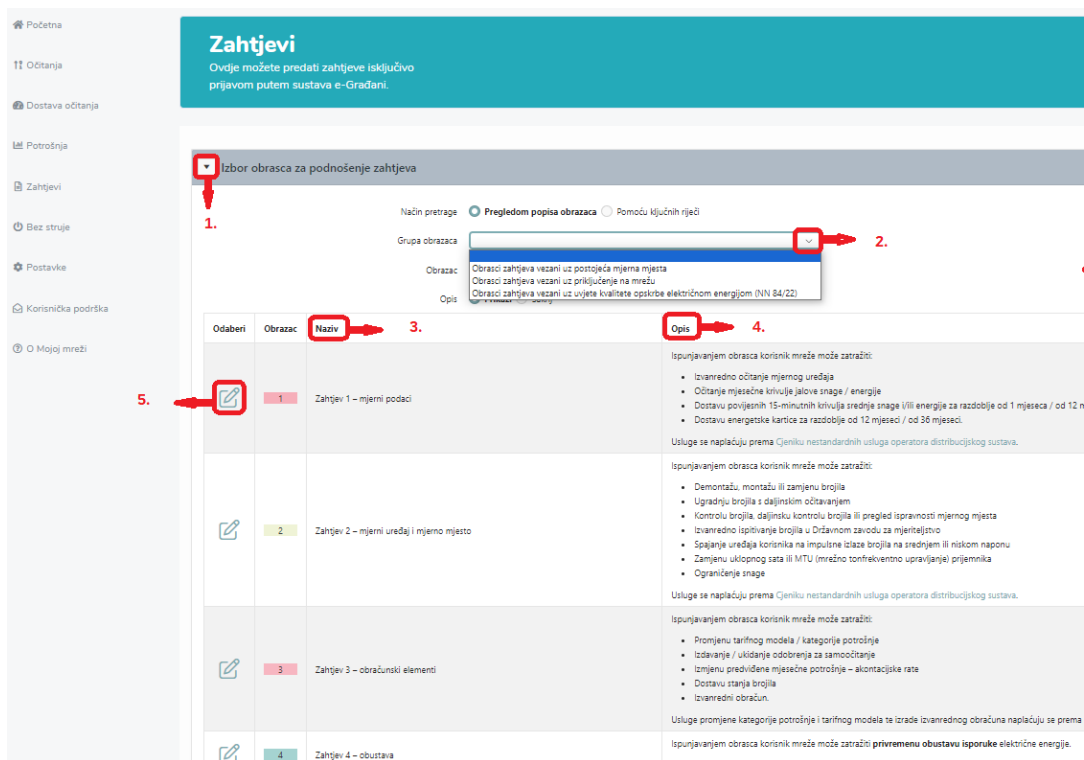 Početna
Očitanja
Dostava očitanja
Potrošnja
Zahtjevi
Bez struje
Postavke
Korisnička podrška
O Mojoj mreži
Zahtjevi
Ovdje možete predati zahtjeve isključivo
prijavom putem sustava e-Građani.
Izbor obrasca za podnošenje zahtjeva
1.
Način pretrage Pregledom popisa obrazaca Pomoću ključnih riječi
Grupa obrazaca
2.
Obrazac
Obrasci zahtjeva vezani uz postojeća mjerna mjesta
Obrasci zahtjeva vezani uz priključenje na mrežu
Obrasci zahtjeva vezani uz uvjete kvalitete opskrbe električnom energijom (NN 84/22)
Opis
Odaberi Obrazac Naziv 3. Opis 4.
5.
1 Zahtjev 1 – mjerni podaci
Ispunjavanjem obrasca korisnik mreže može zatražiti:
• Izvanredno očitanje mjernog uređaja
• Očitanje mjesečne krivulje jalove snage / energije
• Dostavu povijesnih 15-minutnih krivulja srednje snage i/ili energije za razdoblje od 1 mjeseca / od 12 m
• Dostavu energetske kartice za razdoblje od 12 mjeseci / od 36 mjeseci.
Usluge se naplaćuju prema Cjeniku nestandardnih usluga operatora distribucijskog sustava.
2 Zahtjev 2 – mjerni uređaj i mjerno mjesto
Ispunjavanjem obrasca korisnik mreže može zatražiti:
• Demontažu, montažu ili zamjenu brojila
• Ugradnju brojila s daljinskim očitavanjem
• Kontrolu brojila, daljinsku kontrolu brojila ili pregled ispravnosti mjernog mjesta
• Izvanredno ispitivanje brojila u Državnom zavodu za mjeriteljstvo
• Spajanje uređaja korisnika na impulsne izlaze brojila na srednjem ili niskom naponu
• Zamjenu uklopnog sata ili MTU (mrežno tonfrekventno upravljanje) prijemnika
• Ograničenje snage
Usluge se naplaćuju prema Cjeniku nestandardnih usluga operatora distribucijskog sustava.
3 Zahtjev 3 – obračunski elementi
Ispunjavanjem obrasca korisnik mreže može zatražiti:
• Promjenu tarifnog modela / kategorije potrošnje
• Izdavanje / ukidanje odobrenja za samoočitanje
• Izmjenu predviđene mjesečne potrošnje – akontacijske rate
• Dostavu stanja brojila
• Izvanredni obračun.
Usluge promjene kategorije potrošnje i tarifnog modela te izrade izvanrednog obračuna naplaćuju se prema
4 Zahtjev 4 – obustava
Ispunjavanjem obrasca korisnik mreže može zatražiti privremenu obustavu isporuke električne energije.